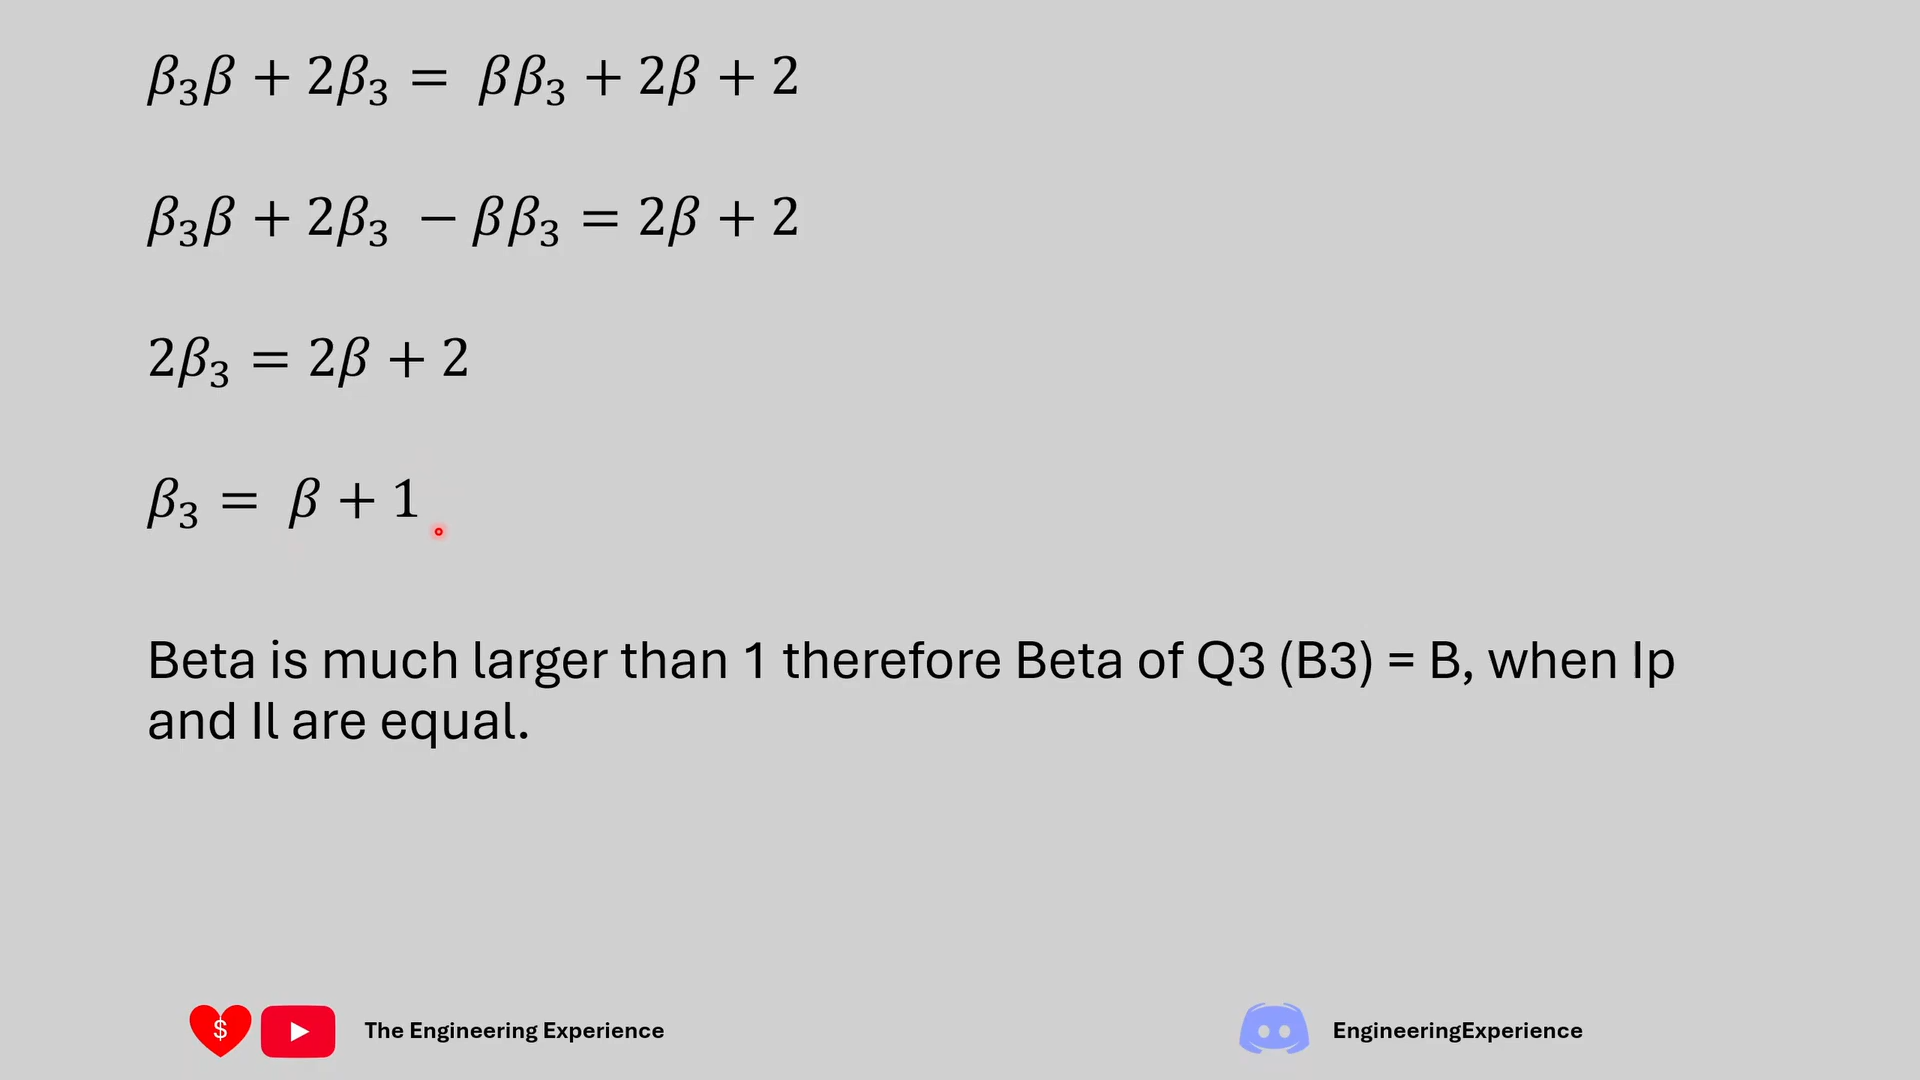 β₃β + 2β₃ = ββ₃ + 2β + 2
β₃β + 2β₃ − ββ₃ = 2β + 2
2β₃ = 2β + 2
β₃ = β + 1
Beta is much larger than 1 therefore Beta of Q3 (B3) = B, when Ip
and Il are equal.
$ The Engineering Experience
EngineeringExperience